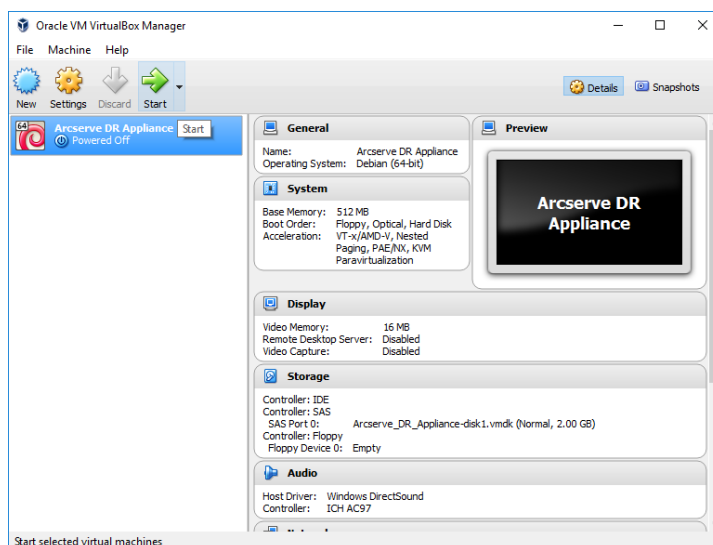 Oracle VM VirtualBox Manager
File Machine Help
New Settings Discard Start
Details Snapshots
64
Arcserve DR Appliance
Start
Powered Off
General
Name: Arcserve DR Appliance
Operating System: Debian (64-bit)
System
Base Memory: 512 MB
Boot Order: Floppy, Optical, Hard Disk
Acceleration: VT-x/AMD-V, Nested
Paging, PAE/NX, KVM
Paravirtualization
Preview
Arcserve DR
Appliance
Display
Video Memory: 16 MB
Remote Desktop Server: Disabled
Video Capture: Disabled
Storage
Controller: IDE
Controller: SAS
SAS Port 0: Arcserve_DR_Appliance-disk1.vmdk (Normal, 2.00 GB)
Controller: Floppy
Floppy Device 0: Empty
Audio
Host Driver: Windows DirectSound
Controller: ICH AC97
Start selected virtual machines